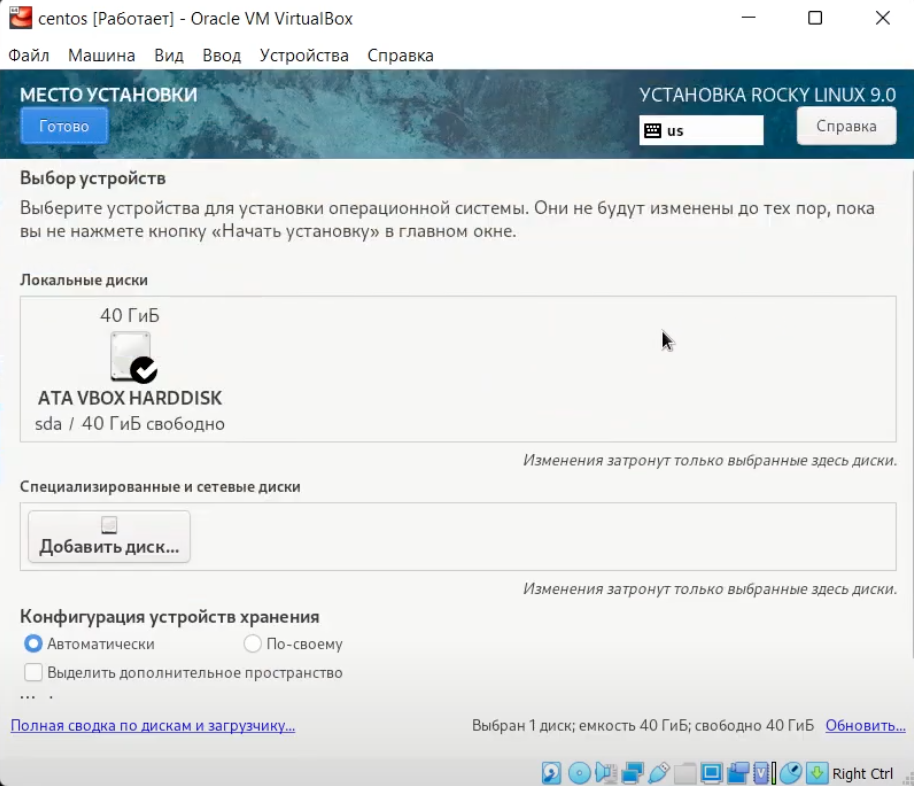 centos [Работает] - Oracle VM VirtualBox
Файл Машина Вид Ввод Устройства Справка
МЕСТО УСТАНОВКИ
УСТАНОВКА ROCKY LINUX 9.0
Готово
us
Справка
Выбор устройств
Выберите устройства для установки операционной системы. Они не будут изменены до тех пор, пока
вы не нажмете кнопку «Начать установку» в главном окне.
Локальные диски
40 ГиБ
ATA VBOX HARDDISK
sda / 40 ГиБ свободно
Изменения затронут только выбранные здесь диски.
Специализированные и сетевые диски
Добавить диск...
Изменения затронут только выбранные здесь диски.
Конфигурация устройств хранения
Автоматически По-своему
Выделить дополнительное пространство
Полная сводка по дискам и загрузчику...
Выбран 1 диск; емкость 40 ГиБ; свободно 40 ГиБ Обновить...
Right Ctrl